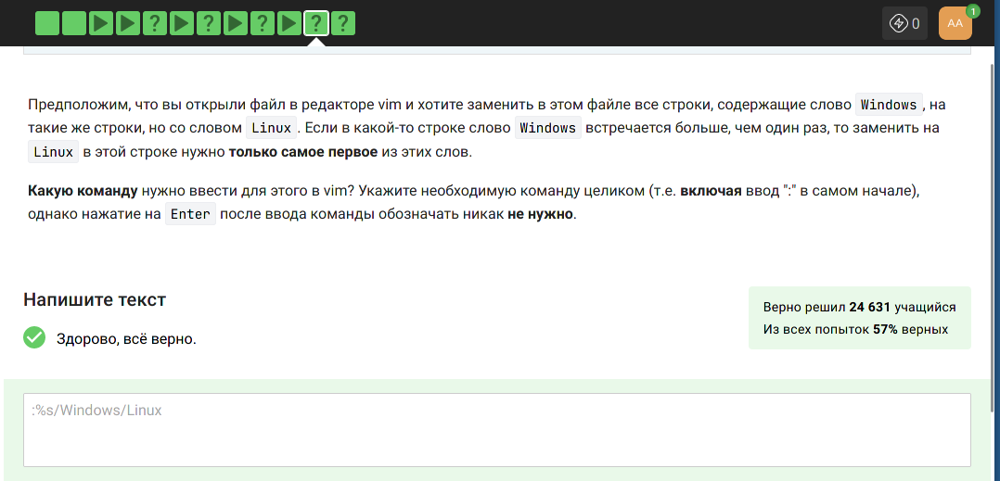 ? ? ? ? ?
0
AA
1
Предположим, что вы открыли файл в редакторе vim и хотите заменить в этом файле все строки, содержащие слово Windows, на
такие же строки, но со словом Linux. Если в какой-то строке слово Windows встречается больше, чем один раз, то заменить на
Linux в этой строке нужно только самое первое из этих слов.
Какую команду нужно ввести для этого в vim? Укажите необходимую команду целиком (т.е. включая ввод ":" в самом начале),
однако нажатие на Enter после ввода команды обозначать никак не нужно.
Напишите текст
Здорово, всё верно.
Верно решил 24 631 учащийся
Из всех попыток 57% верных
:%s/Windows/Linux